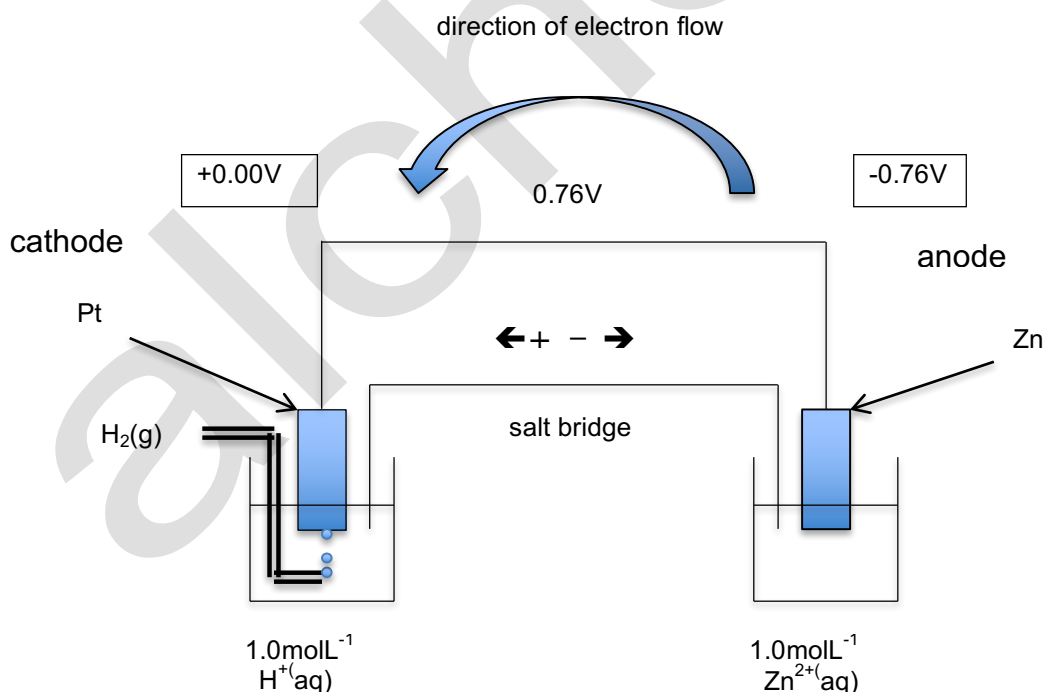 direction of electron flow
+0.00V
0.76V
-0.76V
cathode
anode
Pt
+ −
Zn
H₂(g)
salt bridge
1.0molL⁻¹
H⁺⁽aq)
1.0molL⁻¹
Zn²⁺⁽aq)